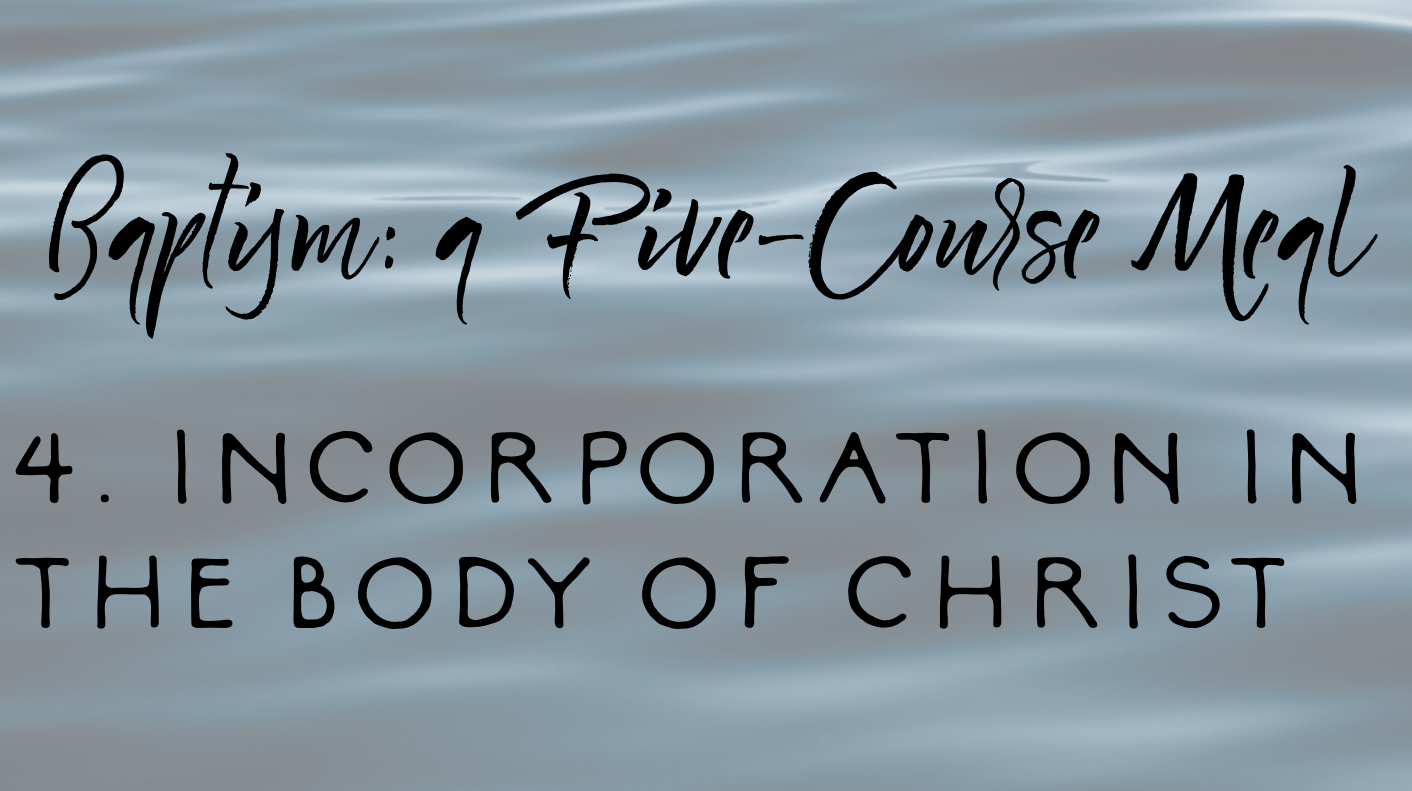 Baptism: a Five-Course Meal
4. INCORPORATION IN
THE BODY OF CHRIST